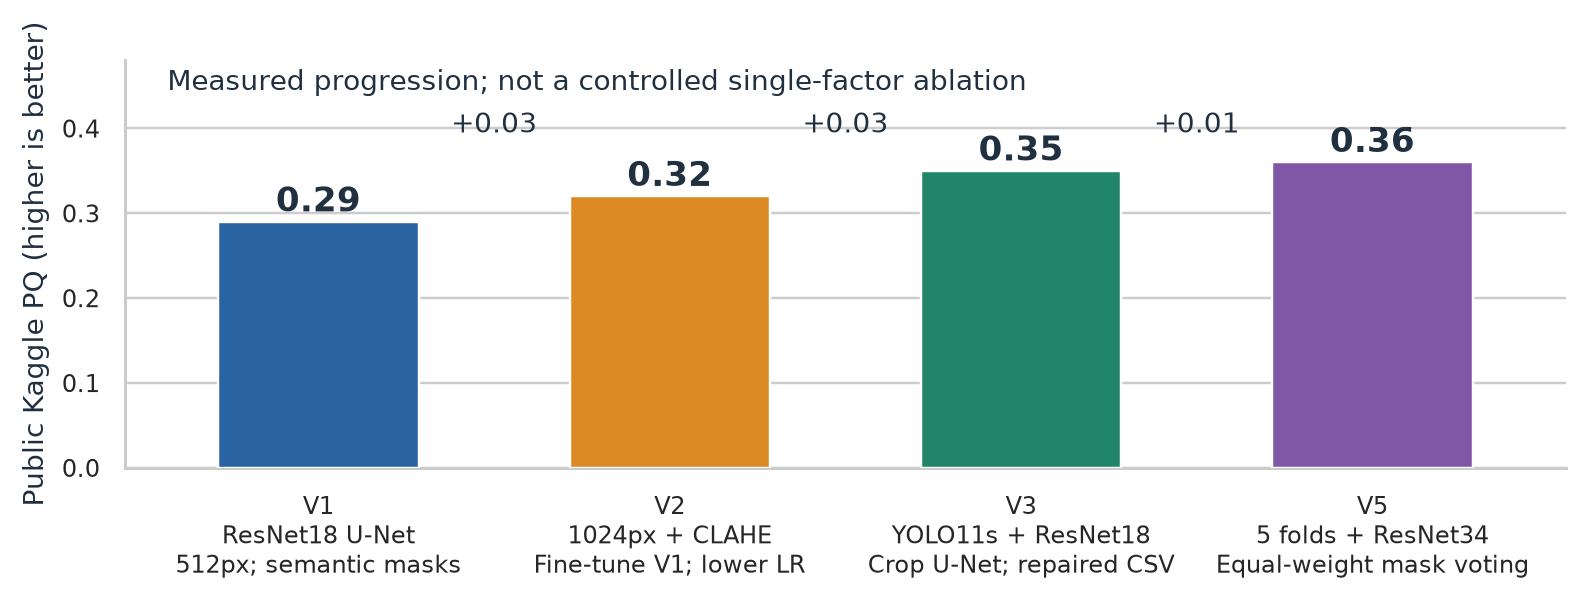 Public Kaggle PQ (higher is better)
Measured progression; not a controlled single-factor ablation
+0.03
+0.03
+0.01
0.29
0.32
0.35
0.36
0.4
0.3
0.2
0.1
0.0
V1
ResNet18 U-Net
512px; semantic masks
V2
1024px + CLAHE
Fine-tune V1; lower LR
V3
YOLO11s + ResNet18
Crop U-Net; repaired CSV
V5
5 folds + ResNet34
Equal-weight mask voting